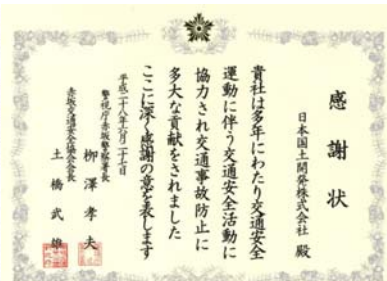 感謝状
日本国土開発株式会社 殿
貴社は多年にわたり交通安全
運動に伴う交通安全活動に
協力され交通事故防止に
多大な貢献をされました
ここに深く感謝の意を表します
平成二十八年六月二十七日
警視庁赤坂警察署長
柳澤孝夫
赤坂交通安全協会会長
土橋武雄